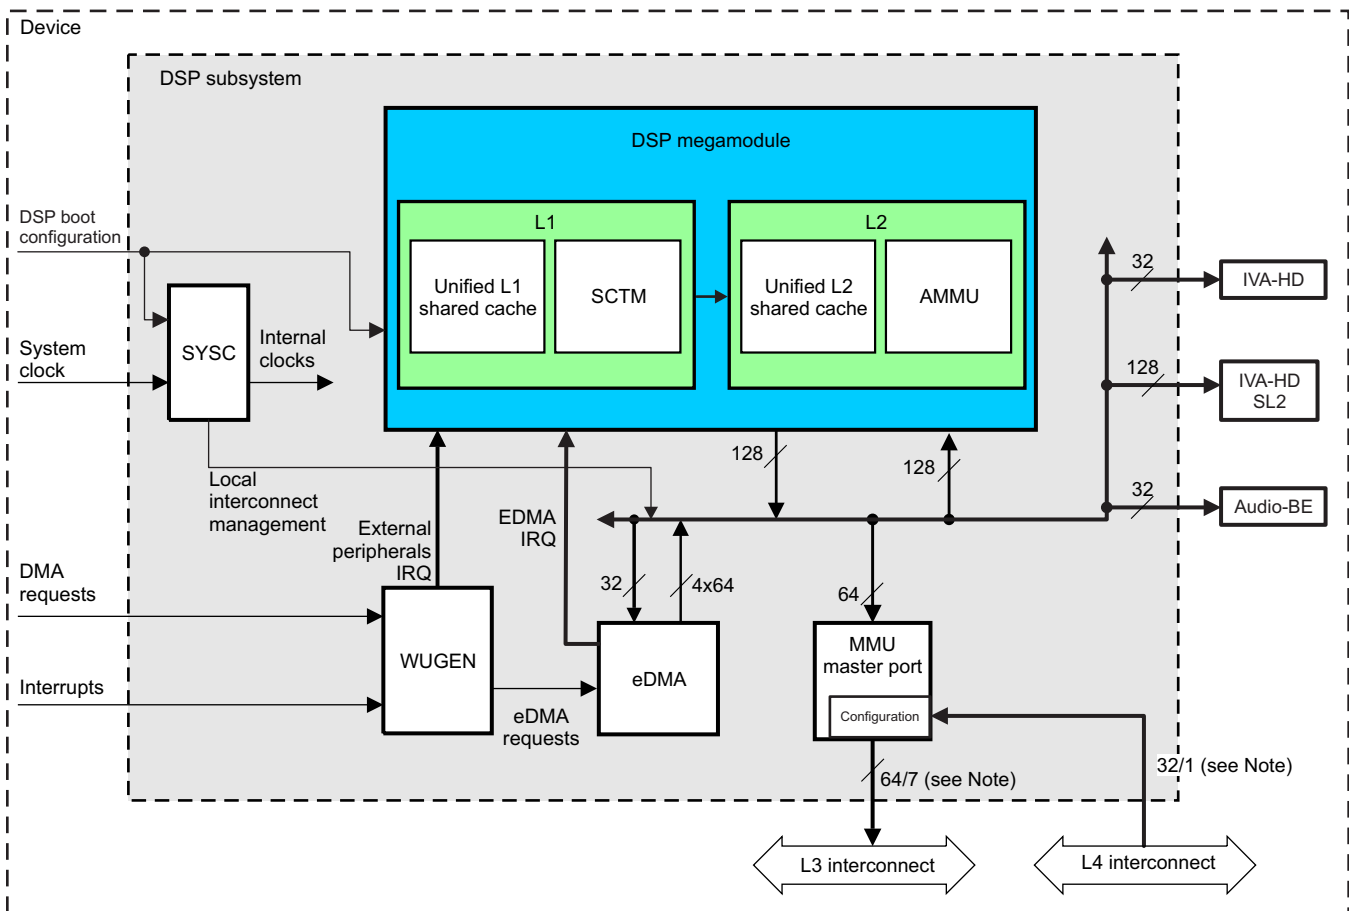 Device
DSP subsystem
DSP megamodule
DSP boot
configuration
L1
L2
Unified L1
shared cache
SCTM
Unified L2
shared cache
AMMU
32
IVA-HD
System
clock
SYSC
Internal
clocks
128
IVA-HD
SL2
128
128
Local
interconnect
management
External
peripherals
IRQ
EDMA
IRQ
32
Audio-BE
DMA
requests
32
4x64
64
WUGEN
eDMA
MMU
master port
Configuration
Interrupts
eDMA
requests
64/7 (see Note)
32/1 (see Note)
L3 interconnect
L4 interconnect